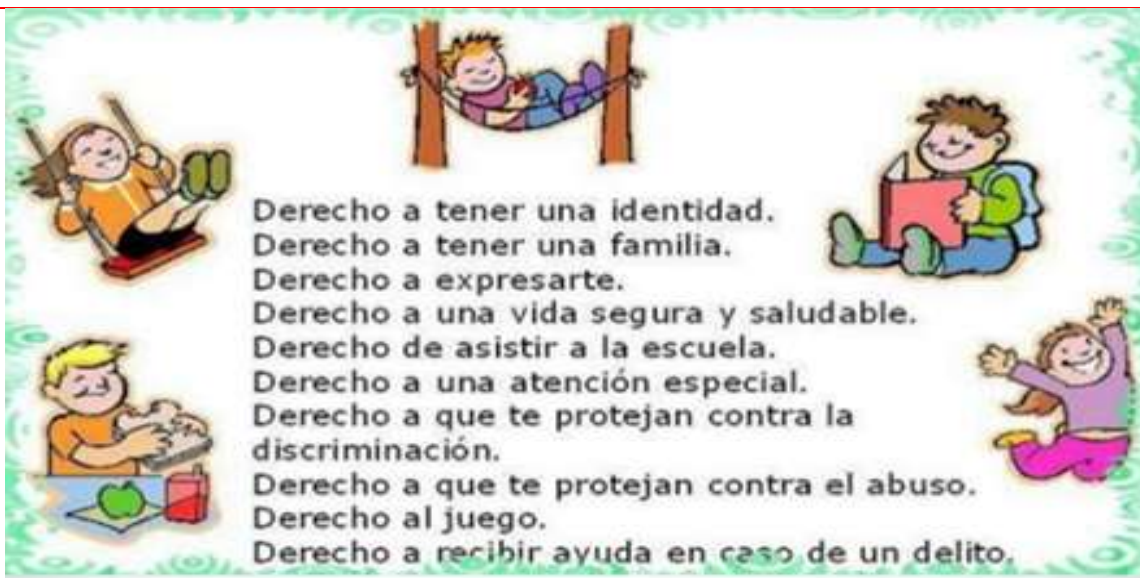 Derecho a tener una identidad.
Derecho a tener una familia.
Derecho a expresarte.
Derecho a una vida segura y saludable.
Derecho de asistir a la escuela.
Derecho a una atención especial.
Derecho a que te protejan contra la
discriminación.
Derecho a que te protejan contra el abuso.
Derecho al juego.
Derecho a recibir ayuda en caso de un delito.